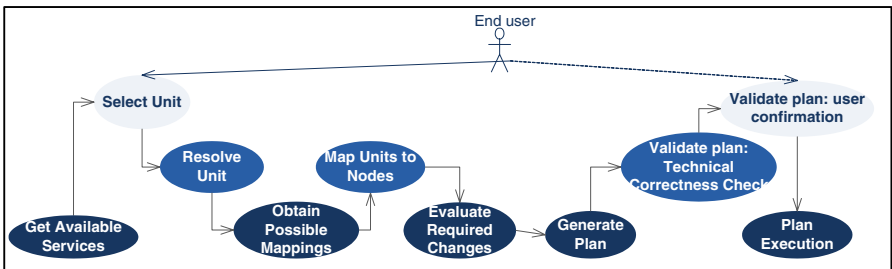 End user
Select Unit
Validate plan: user
confirmation
Resolve
Unit
Map Units to
Nodes
Validate plan:
Technical
Correctness Check
Get Available
Services
Obtain
Possible
Mappings
Evaluate
Required
Changes
Generate
Plan
Plan
Execution